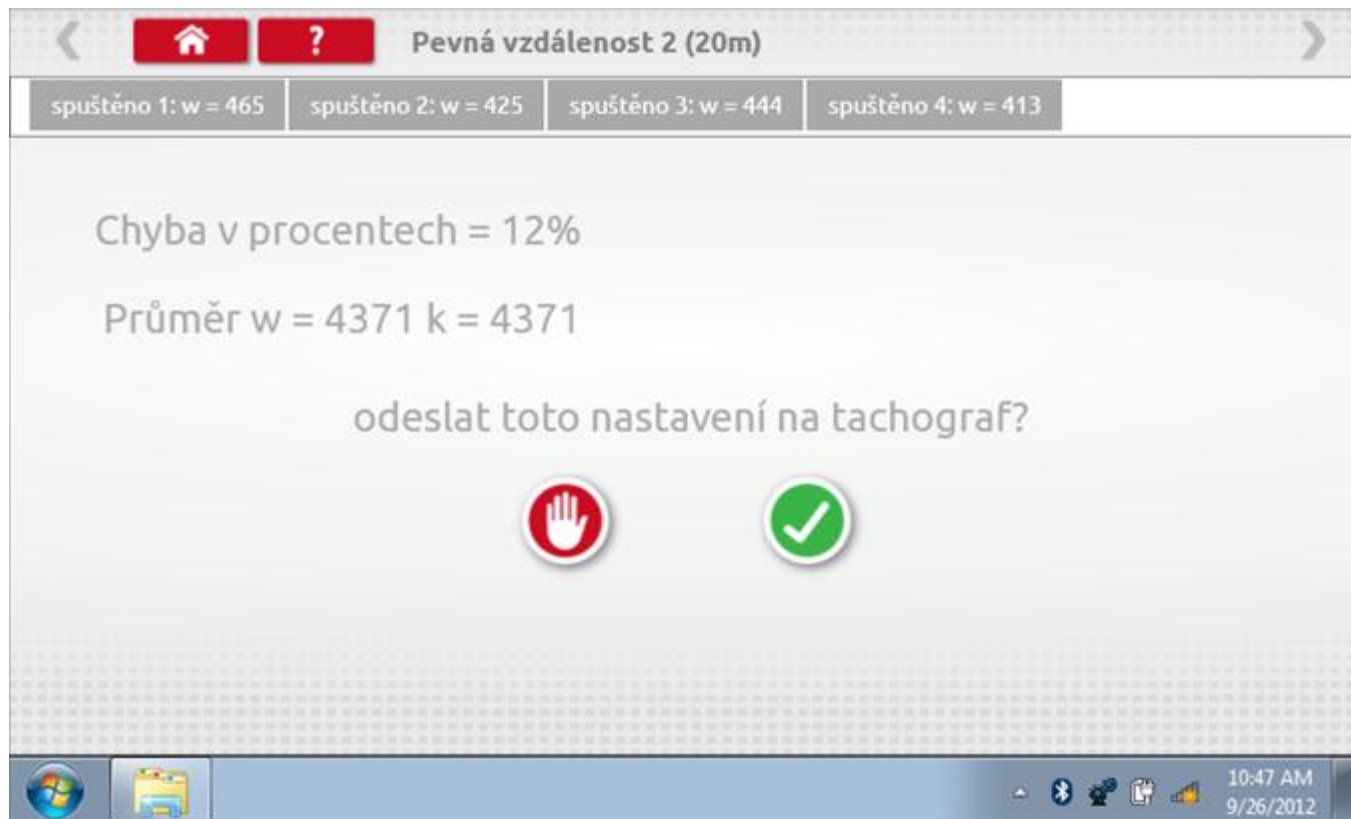 ? Pevná vzdálenost 2 (20m)
spuštěno 1: w = 465 spuštěno 2: w = 425 spuštěno 3: w = 444 spuštěno 4: w = 413
Chyba v procentech = 12%
Průměr w = 4371 k = 4371
odeslat toto nastavení na tachograf?
10:47 AM
9/26/2012